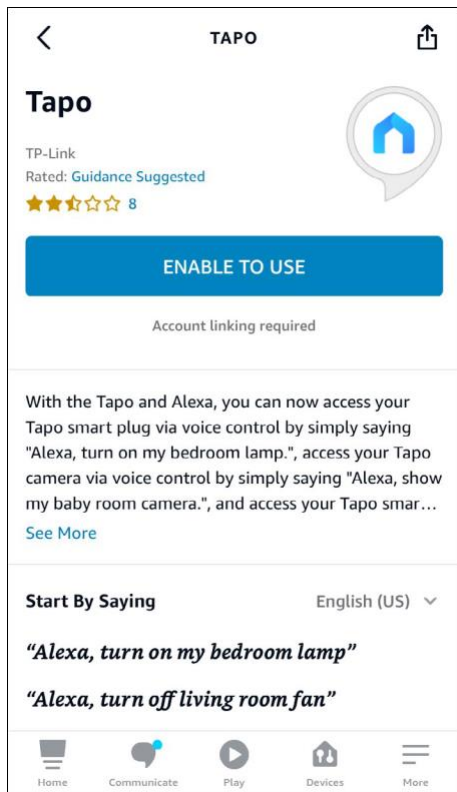 TAPO
Tapo
TP-Link
Rated: Guidance Suggested
8
ENABLE TO USE
Account linking required
With the Tapo and Alexa, you can now access your
Tapo smart plug via voice control by simply saying
"Alexa, turn on my bedroom lamp.", access your Tapo
camera via voice control by simply saying "Alexa, show
my baby room camera.", and access your Tapo smar...
See More
Start By Saying English (US)
“Alexa, turn on my bedroom lamp”
“Alexa, turn off living room fan”
Home Communicate Play Devices More